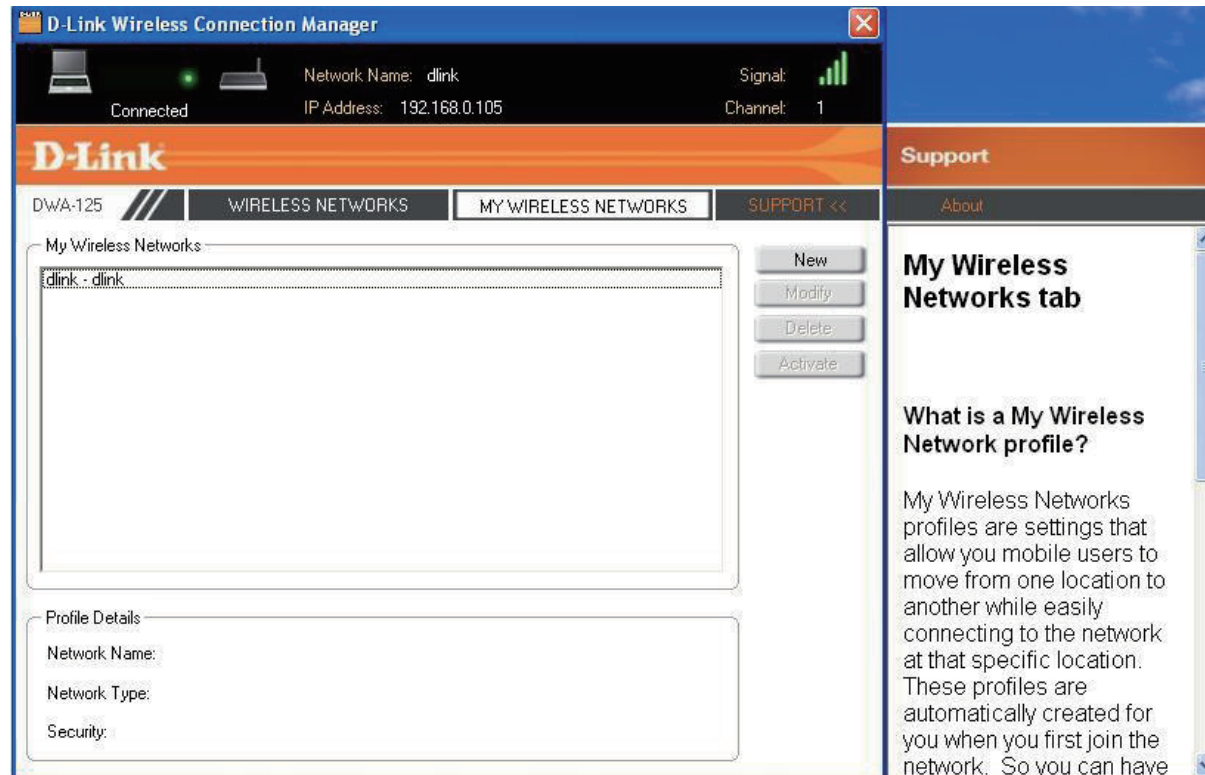 D-Link Wireless Connection Manager
Network Name: dlink
Signal:
Connected
IP Address: 192.168.0.105
Channel: 1
D-Link
Support
DWA-125
WIRELESS NETWORKS
MY WIRELESS NETWORKS
SUPPORT <<
About
My Wireless Networks
dlink - dlink
New
Modify
Delete
Activate
Profile Details
Network Name:
Network Type:
Security:
My Wireless
Networks tab
What is a My Wireless
Network profile?
My Wireless Networks
profiles are settings that
allow you mobile users to
move from one location to
another while easily
connecting to the network
at that specific location.
These profiles are
automatically created for
you when you first join the
network. So you can have